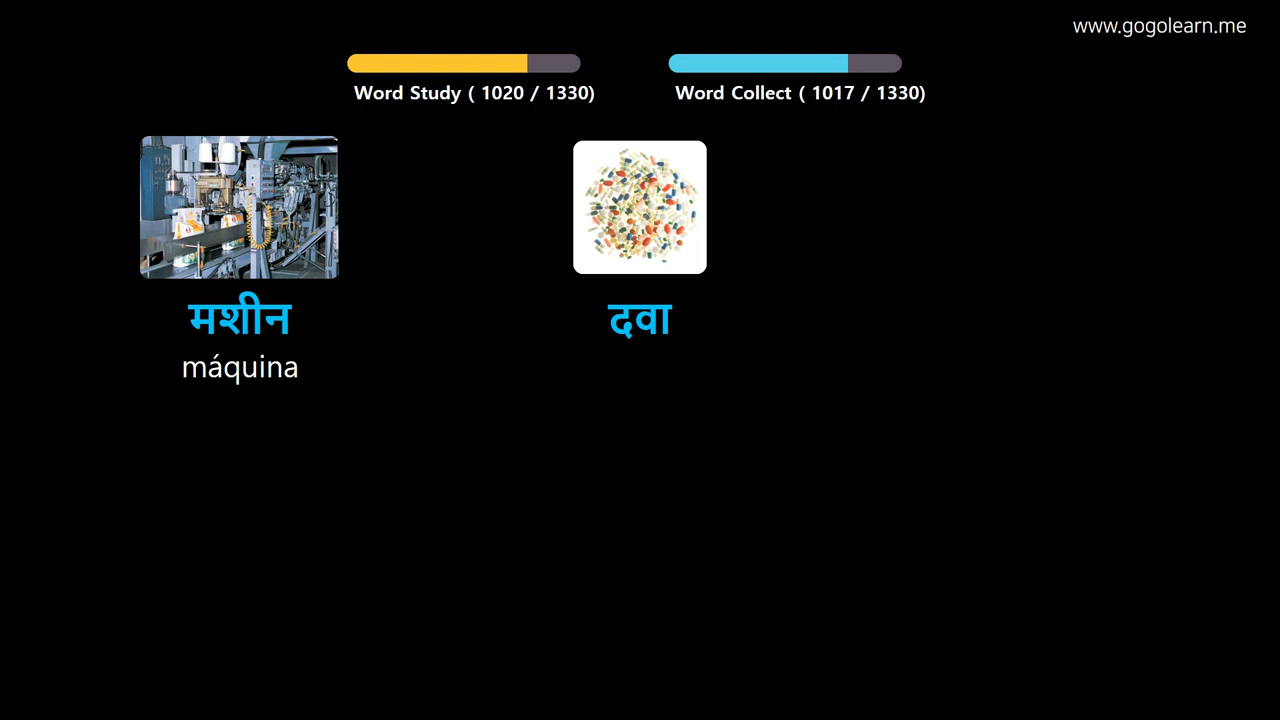 www.gogolearn.me
Word Study ( 1020 / 1330)
Word Collect ( 1017 / 1330)
मशीन
दवा
máquina